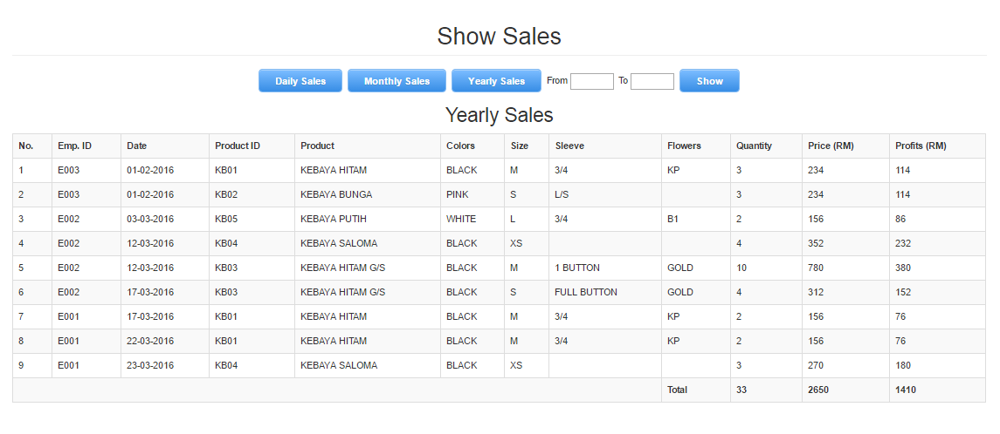 Show Sales
Daily Sales Monthly Sales Yearly Sales From To Show
Yearly Sales
No. Emp. ID Date Product ID Product Colors Size Sleeve Flowers Quantity Price (RM) Profits (RM)
1 E003 01-02-2016 KB01 KEBAYA HITAM BLACK M 3/4 KP 3 234 114
2 E003 01-02-2016 KB02 KEBAYA BUNGA PINK S L/S 3 234 114
3 E002 03-03-2016 KB05 KEBAYA PUTIH WHITE L 3/4 B1 2 156 86
4 E002 12-03-2016 KB04 KEBAYA SALOMA BLACK XS 4 352 232
5 E002 12-03-2016 KB03 KEBAYA HITAM G/S BLACK M 1 BUTTON GOLD 10 780 380
6 E002 17-03-2016 KB03 KEBAYA HITAM G/S BLACK S FULL BUTTON GOLD 4 312 152
7 E001 17-03-2016 KB01 KEBAYA HITAM BLACK M 3/4 KP 2 156 76
8 E001 22-03-2016 KB01 KEBAYA HITAM BLACK M 3/4 KP 2 156 76
9 E001 23-03-2016 KB04 KEBAYA SALOMA BLACK XS 3 270 180
Total 33 2650 1410